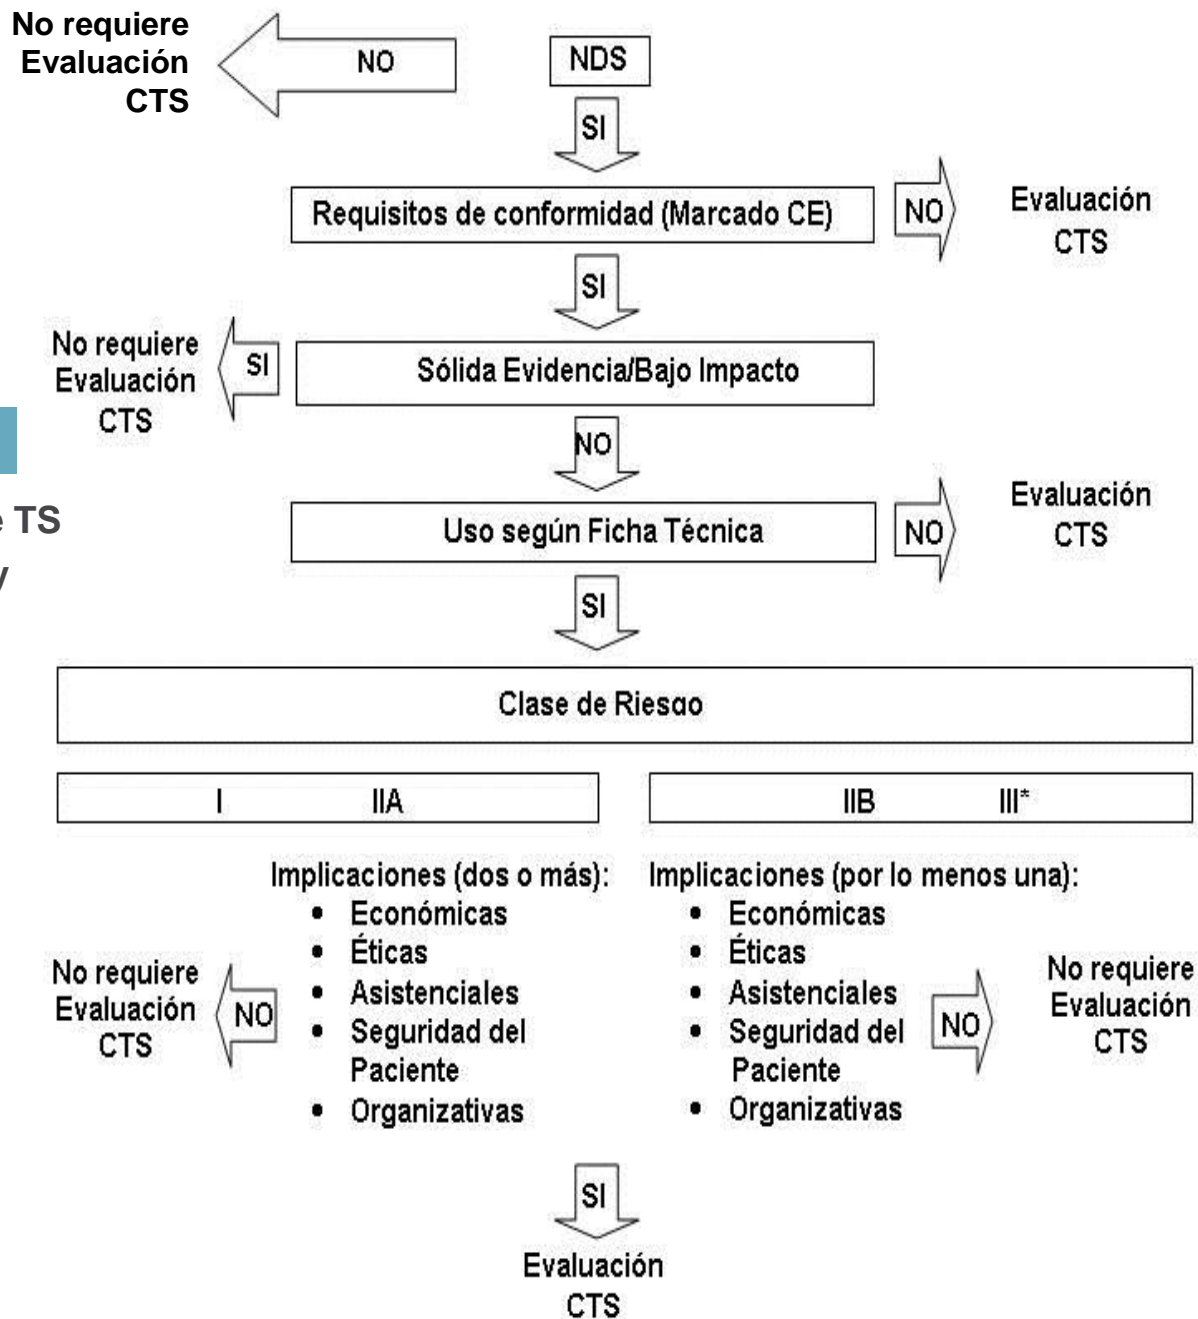 No requiere
Evaluación
CTS
NO
NDS
SI
Requisitos de conformidad (Marcado CE)
NO
Evaluación
CTS
SI
No requiere
Evaluación
CTS
SI
Sólida Evidencia/Bajo Impacto
NO
e TS
y
Uso según Ficha Técnica
NO
Evaluación
CTS
SI
Clase de Riesgo
I IIA
IIB III*
Implicaciones (dos o más):
• Económicas
• Éticas
• Asistenciales
• Seguridad del
Paciente
• Organizativas
No requiere
Evaluación
CTS
NO
Implicaciones (por lo menos una):
• Económicas
• Éticas
• Asistenciales
• Seguridad del
Paciente
• Organizativas
NO
No requiere
Evaluación
CTS
SI
Evaluación
CTS